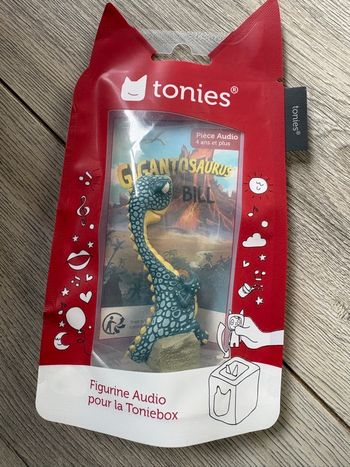 tonies®
tonies®
Pièce Audio
4 ans et plus
GIGANTOSAURUS
BILL
Figurine Audio
pour la Toniebox